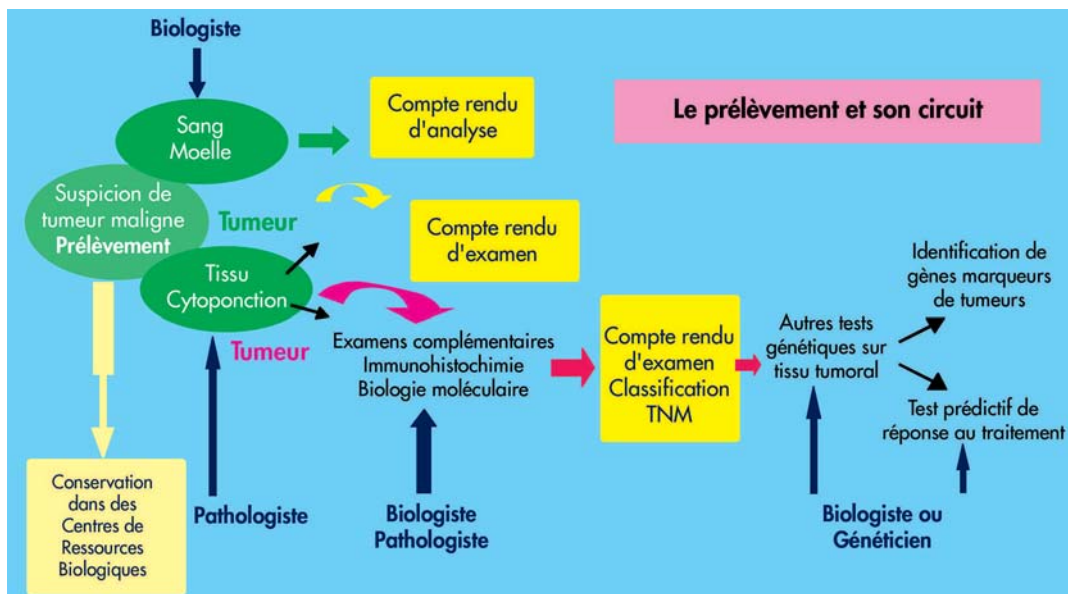 Biologiste
Sang
Moelle
Compte rendu
d'analyse
Le prélèvement et son circuit
Suspicion de
tumeur maligne
Prélèvement
Tumeur
Compte rendu
d'examen
Tissu
Cytoponction
Tumeur
Examens complémentaires
Immunohistochimie
Biologie moléculaire
Compte rendu
d'examen
Classification
TNM
Autres tests
génétiques sur
tissu tumoral
Identification de
gènes marqueurs
de tumeurs
Test prédictif de
réponse au traitement
Conservation
dans des
Centres de
Ressources
Biologiques
Pathologiste
Biologiste
Pathologiste
Biologiste ou
Généticien